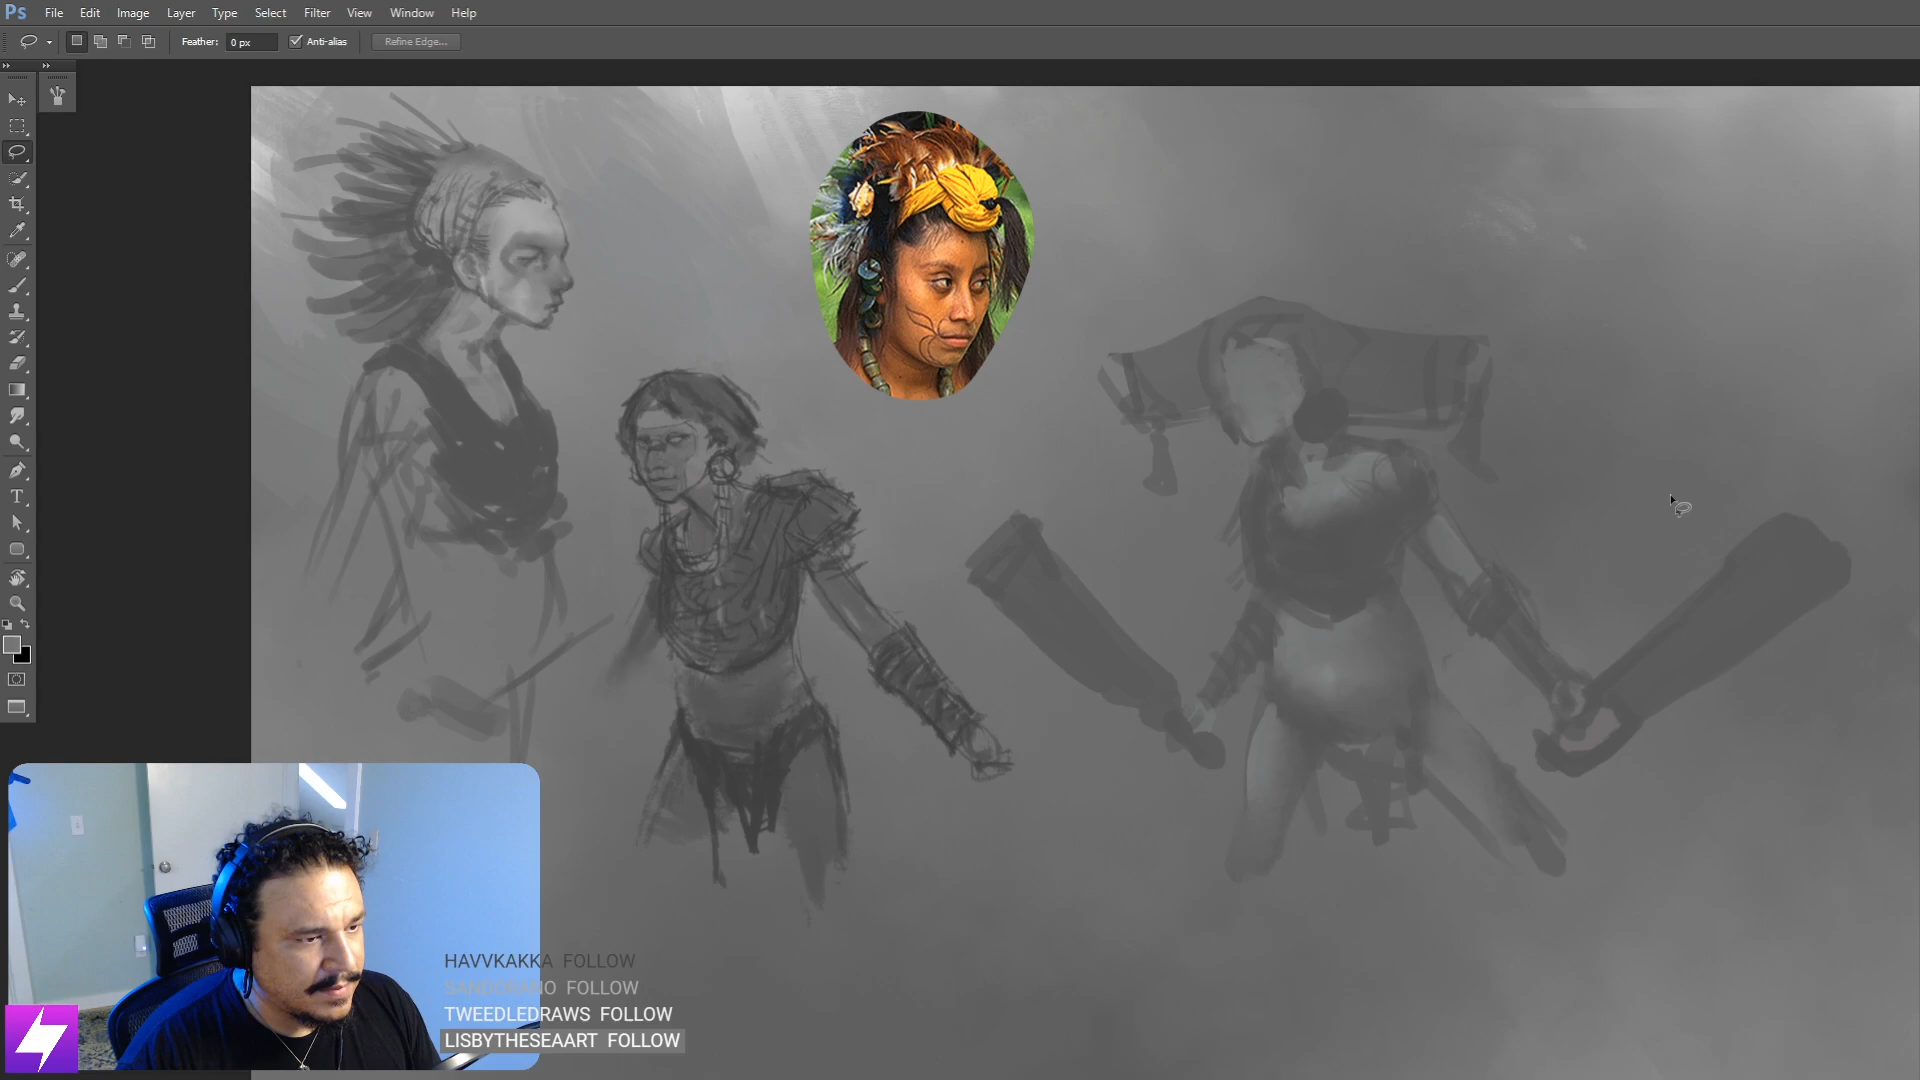 Ps File Edit Image Layer Type Select Filter View Window Help
Feather: 0 px Anti-alias Refine Edge...
T
HAVVKAKKA FOLLOW
SANDORANO FOLLOW
TWEEDLEDRAWS FOLLOW
LISBYTHESEAART FOLLOW